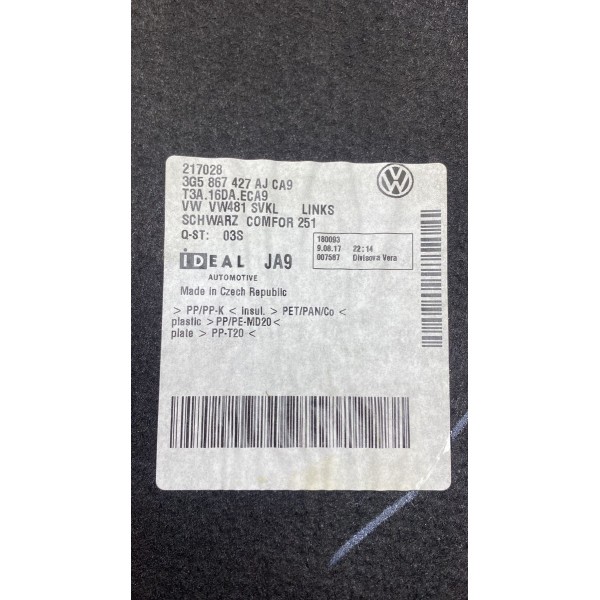 217028
3G5 867 427 AJ CA9
T3A.16DA.ECA9
VW VW481 SVKL LINKS
SCHWARZ COMFOR 251
Q-ST: 03S
160093
9.08.17 22:14
007587 Divisova Vera
iDEAL JA9
AUTOMOTIVE
Made in Czech Republic
> PP/PP-K < Insul. > PET/PAN/Co <
plastic >PP/PE-MD20<
plate > PP-T20 <